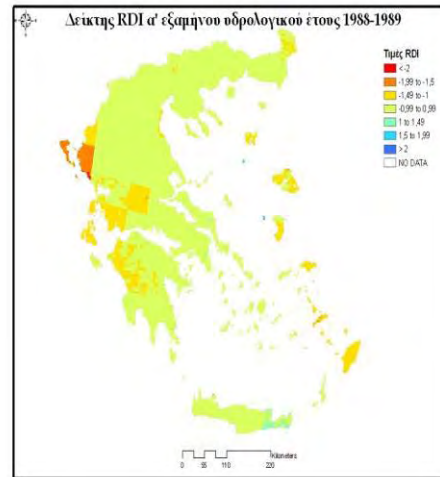 Δείκτης RDI α' εξαμήνου υδρολογικού έτους 1988-1989
Τιμές RDI
< -2
-1,99 to -1,5
-1,49 to -1
-0,99 to 0,99
1 to 1,49
1,5 to 1,99
> 2
NO DATA
Kilometers
0 55 110 220